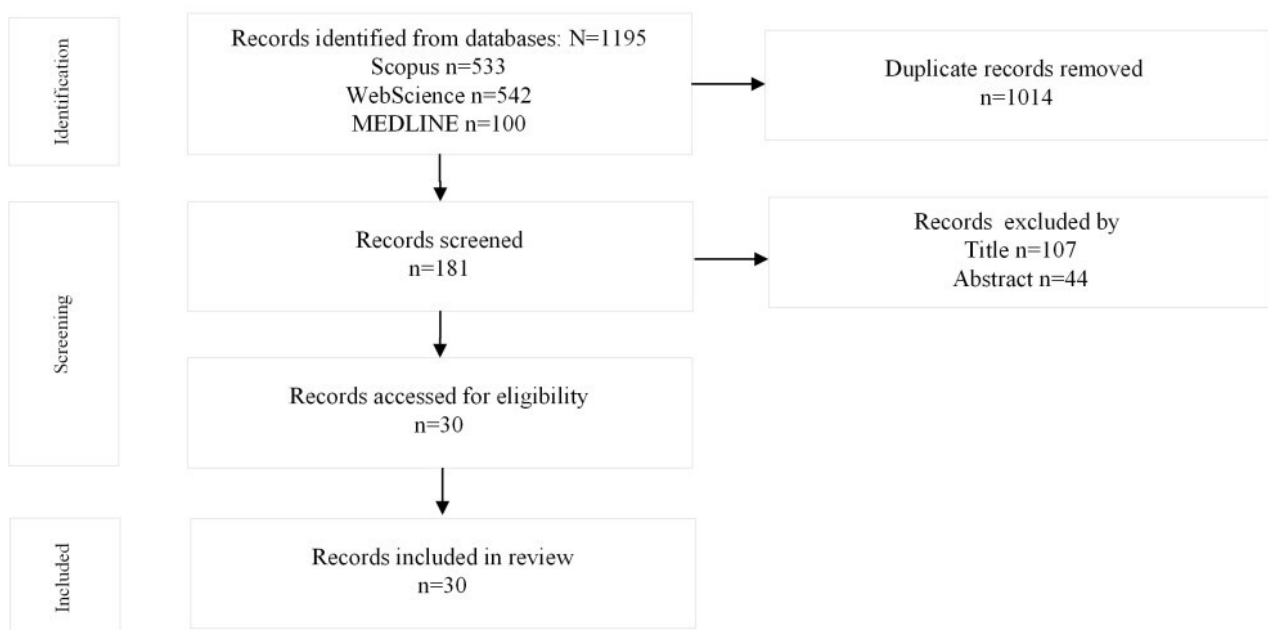 Identification
Records identified from databases: N=1195
Scopus n=533
WebScience n=542
MEDLINE n=100
Duplicate records removed
n=1014
Screening
Records screened
n=181
Records excluded by
Title n=107
Abstract n=44
Records accessed for eligibility
n=30
Included
Records included in review
n=30